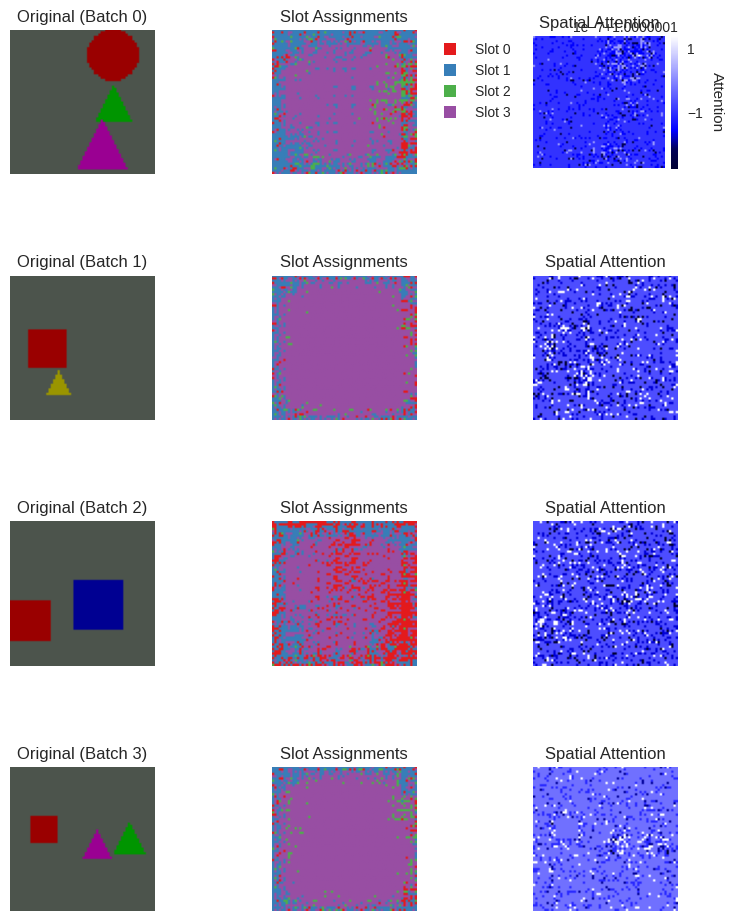 Original (Batch 0)
Slot Assignments
Spatial Attention
1e−7+1.0000001
Slot 0
Slot 1
Slot 2
Slot 3
1
−1
Attention
Original (Batch 1)
Slot Assignments
Spatial Attention
Original (Batch 2)
Slot Assignments
Spatial Attention
Original (Batch 3)
Slot Assignments
Spatial Attention